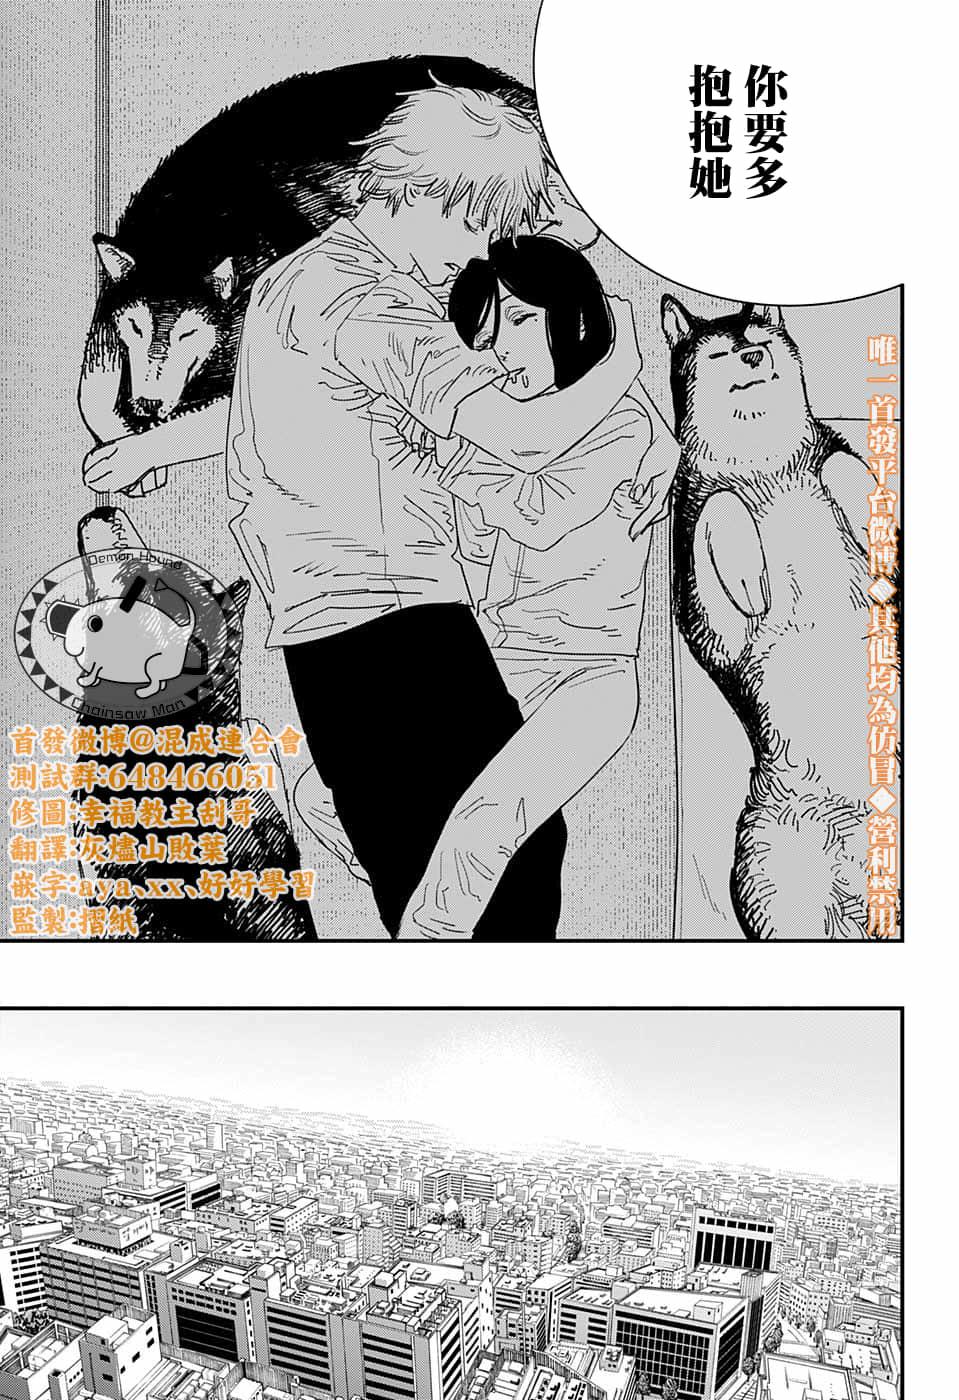 你要多
抱抱她
唯一首發平台微博◆其他均為仿冒◆營利禁用
Demon Hound
Chainsaw Man
首發微博@混成連合會
測試群:648466051
修圖:幸福教主刮哥
翻譯:灰燼山敗葉
嵌字:aya、xx、好好學習
監製:摺紙